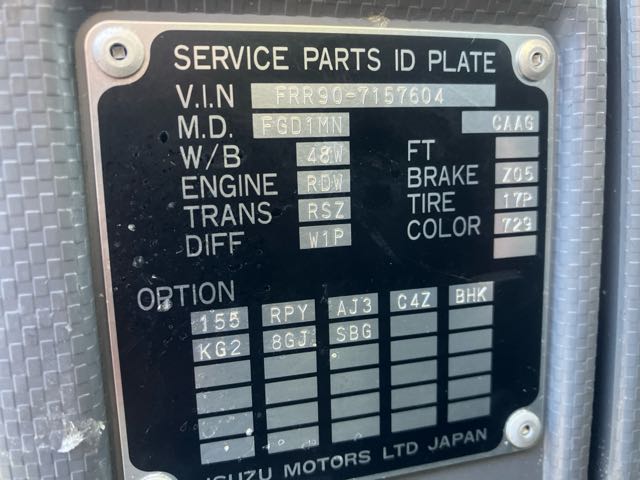 SERVICE PARTS ID PLATE
V.I.N FRR90-7157604
M.D. FGD1MN CAAG
W/B 48W FT
ENGINE RDW BRAKE Z05
TRANS RSZ TIRE 17P
DIFF W1P COLOR 729
OPTION
155 RPY AJ3 C4Z BHK
KG2 8GJ SBG
ISUZU MOTORS LTD JAPAN